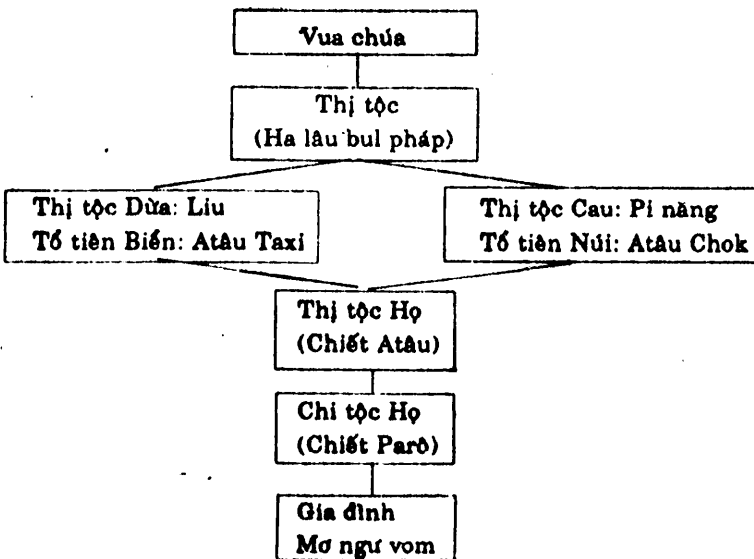 Vua chúa
Thị tộc
(Ha lâu bul pháp)
Thị tộc Dừa: Liu
Tổ tiên Biển: Atâu Taxi
Thị tộc Cau: Pi năng
Tổ tiên Núi: Atâu Chok
Thị tộc Họ
(Chiết Atâu)
Chi tộc Họ
(Chiết Parô)
Gia đình
Mơ ngư vom